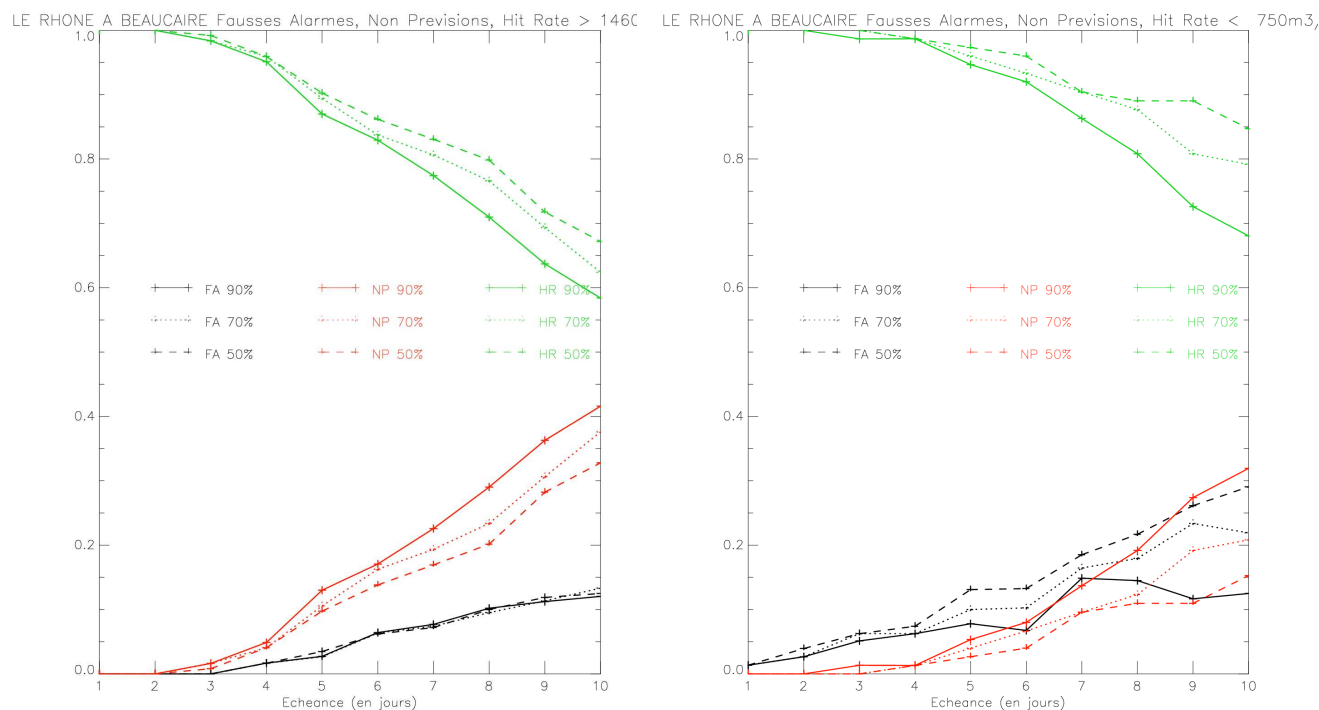 LE RHONE A BEAUCAIRE Fausses Alarmes, Non Previsions, Hit Rate > 1460
1.0
0.8
0.6
FA 90% NP 90% HR 90%
FA 70% NP 70% HR 70%
FA 50% NP 50% HR 50%
0.4
0.2
0.0
1 2 3 4 5 6 7 8 9 10
Echeance (en jours)
LE RHONE A BEAUCAIRE Fausses Alarmes, Non Previsions, Hit Rate < 750m3/
1.0
0.8
0.6
FA 90% NP 90% HR 90%
FA 70% NP 70% HR 70%
FA 50% NP 50% HR 50%
0.4
0.2
0.0
1 2 3 4 5 6 7 8 9 10
Echeance (en jours)